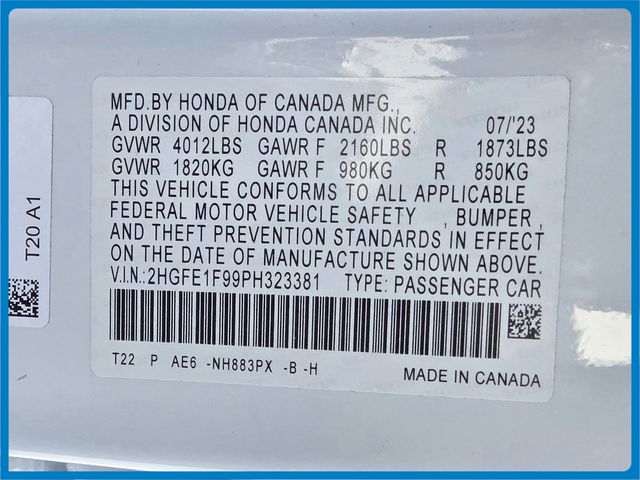 MFD.BY HONDA OF CANADA MFG.,
A DIVISION OF HONDA CANADA INC. 07/'23
GVWR 4012LBS GAWR F 2160LBS R 1873LBS
GVWR 1820KG GAWR F 980KG R 850KG
THIS VEHICLE CONFORMS TO ALL APPLICABLE
FEDERAL MOTOR VEHICLE SAFETY , BUMPER ,
AND THEFT PREVENTION STANDARDS IN EFFECT
ON THE DATE OF MANUFACTURE SHOWN ABOVE.
V.I.N.:2HGFE1F99PH323381 TYPE: PASSENGER CAR
T22 P AE6 -NH883PX -B -H
MADE IN CANADA
T20 A1